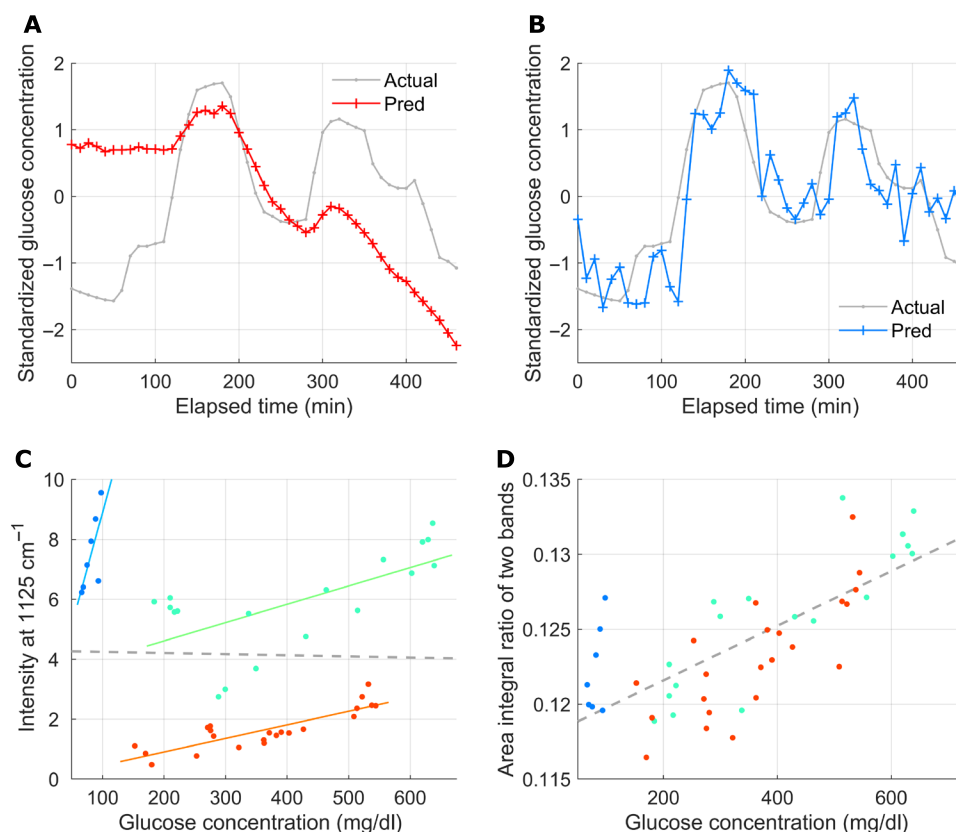 A
Standardized glucose concentration
2
1
0
−1
−2
Actual
Pred
0
100
200
300
400
Elapsed time (min)
B
Standardized glucose concentration
2
1
0
−1
−2
Actual
Pred
0
100
200
300
400
Elapsed time (min)
C
Intensity at 1125 cm⁻¹
10
8
6
4
2
0
100
200
300
400
500
600
Glucose concentration (mg/dl)
D
Area integral ratio of two bands
0.135
0.13
0.125
0.12
0.115
200
400
600
Glucose concentration (mg/dl)